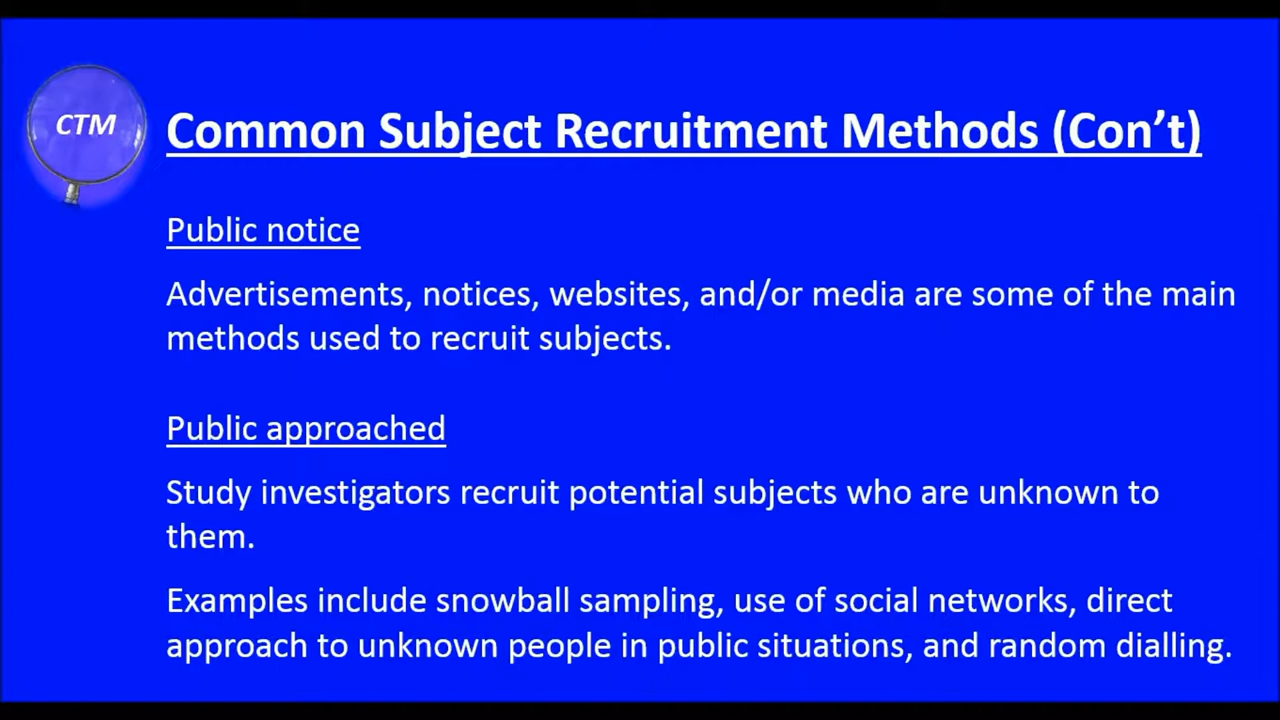 CTM
Common Subject Recruitment Methods (Con’t)
Public notice
Advertisements, notices, websites, and/or media are some of the main
methods used to recruit subjects.
Public approached
Study investigators recruit potential subjects who are unknown to
them.
Examples include snowball sampling, use of social networks, direct
approach to unknown people in public situations, and random dialling.